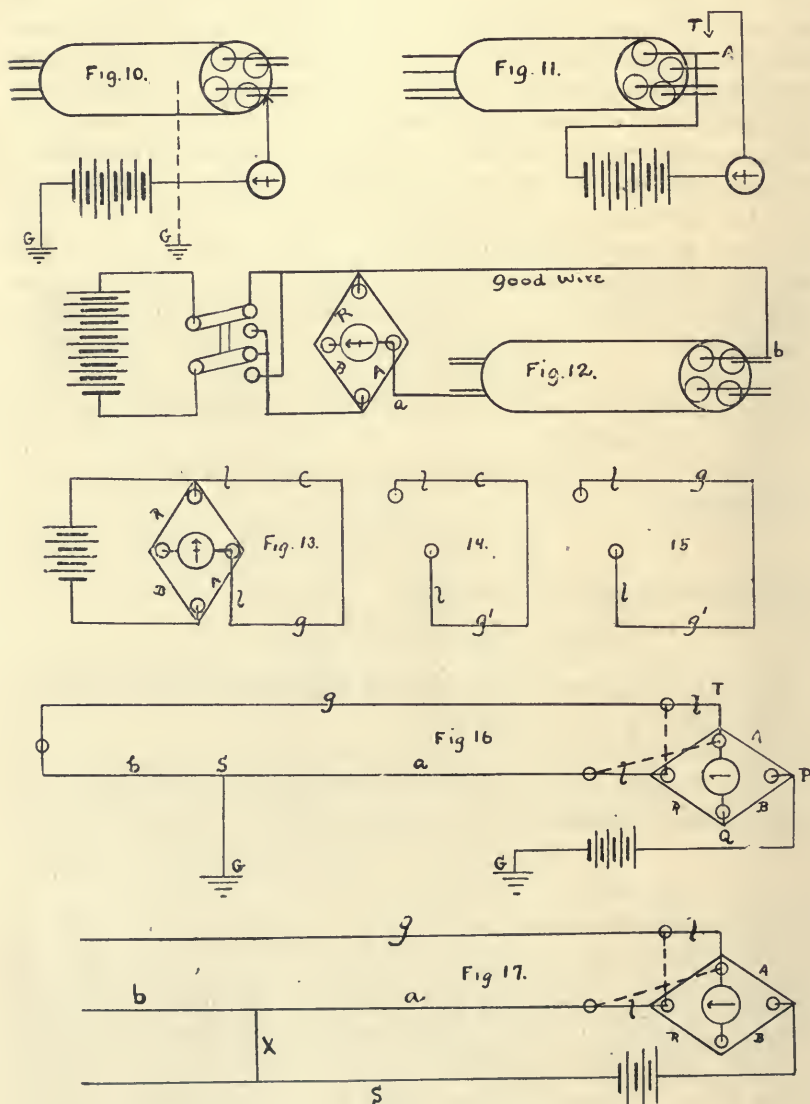 Fig. 10.
G
G
Fig. 11.
T
A
good wire
R
B
A
a
b
Fig. 12.
l
C
R
B
A
l
g
Fig. 13.
l
C
14.
l
g'
l
g
15
l
g'
g
l
T
Fig 16
A
b
S
a
l
R
B
P
Q
G
G
g
l
Fig 17.
A
b
a
l
R
B
X
S